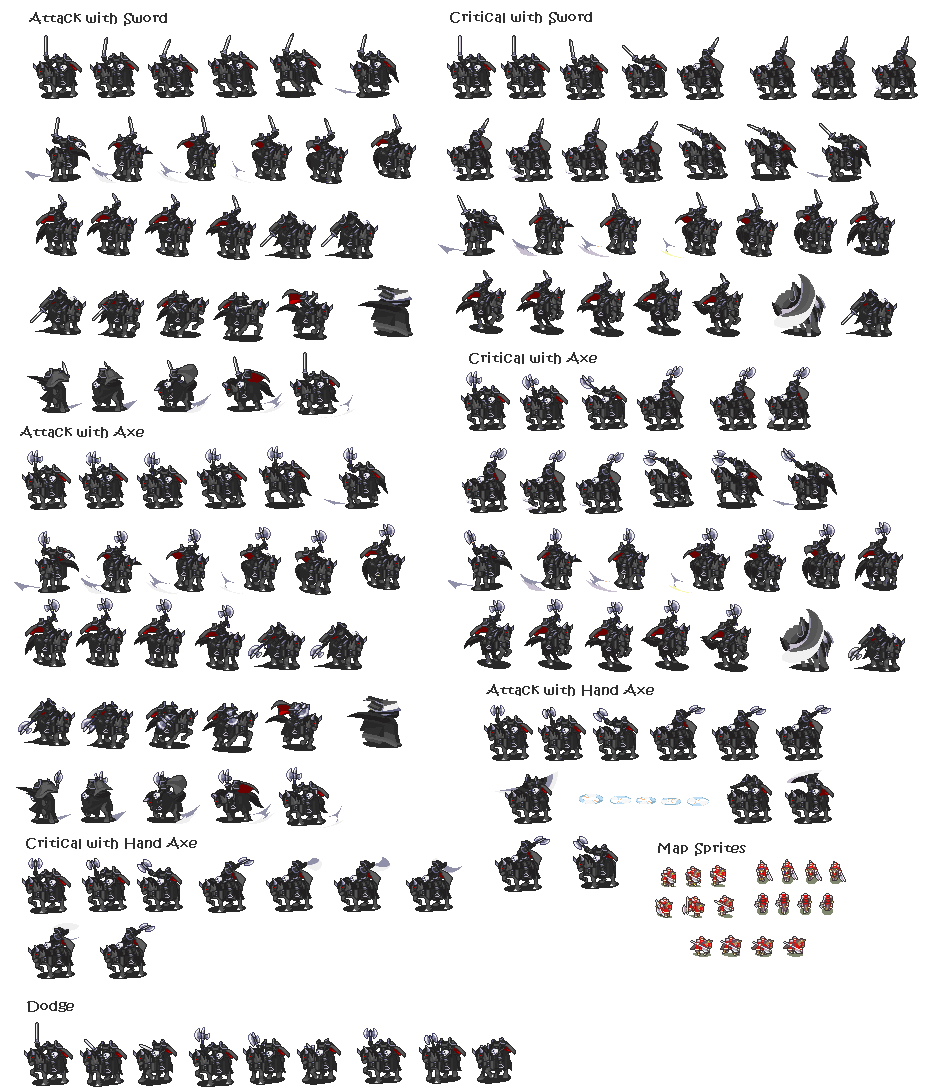 Attack with Sword
Critical with Sword
Critical with Axe
Attack with Axe
Attack with Hand Axe
Critical with Hand Axe
Map Sprites
Dodge